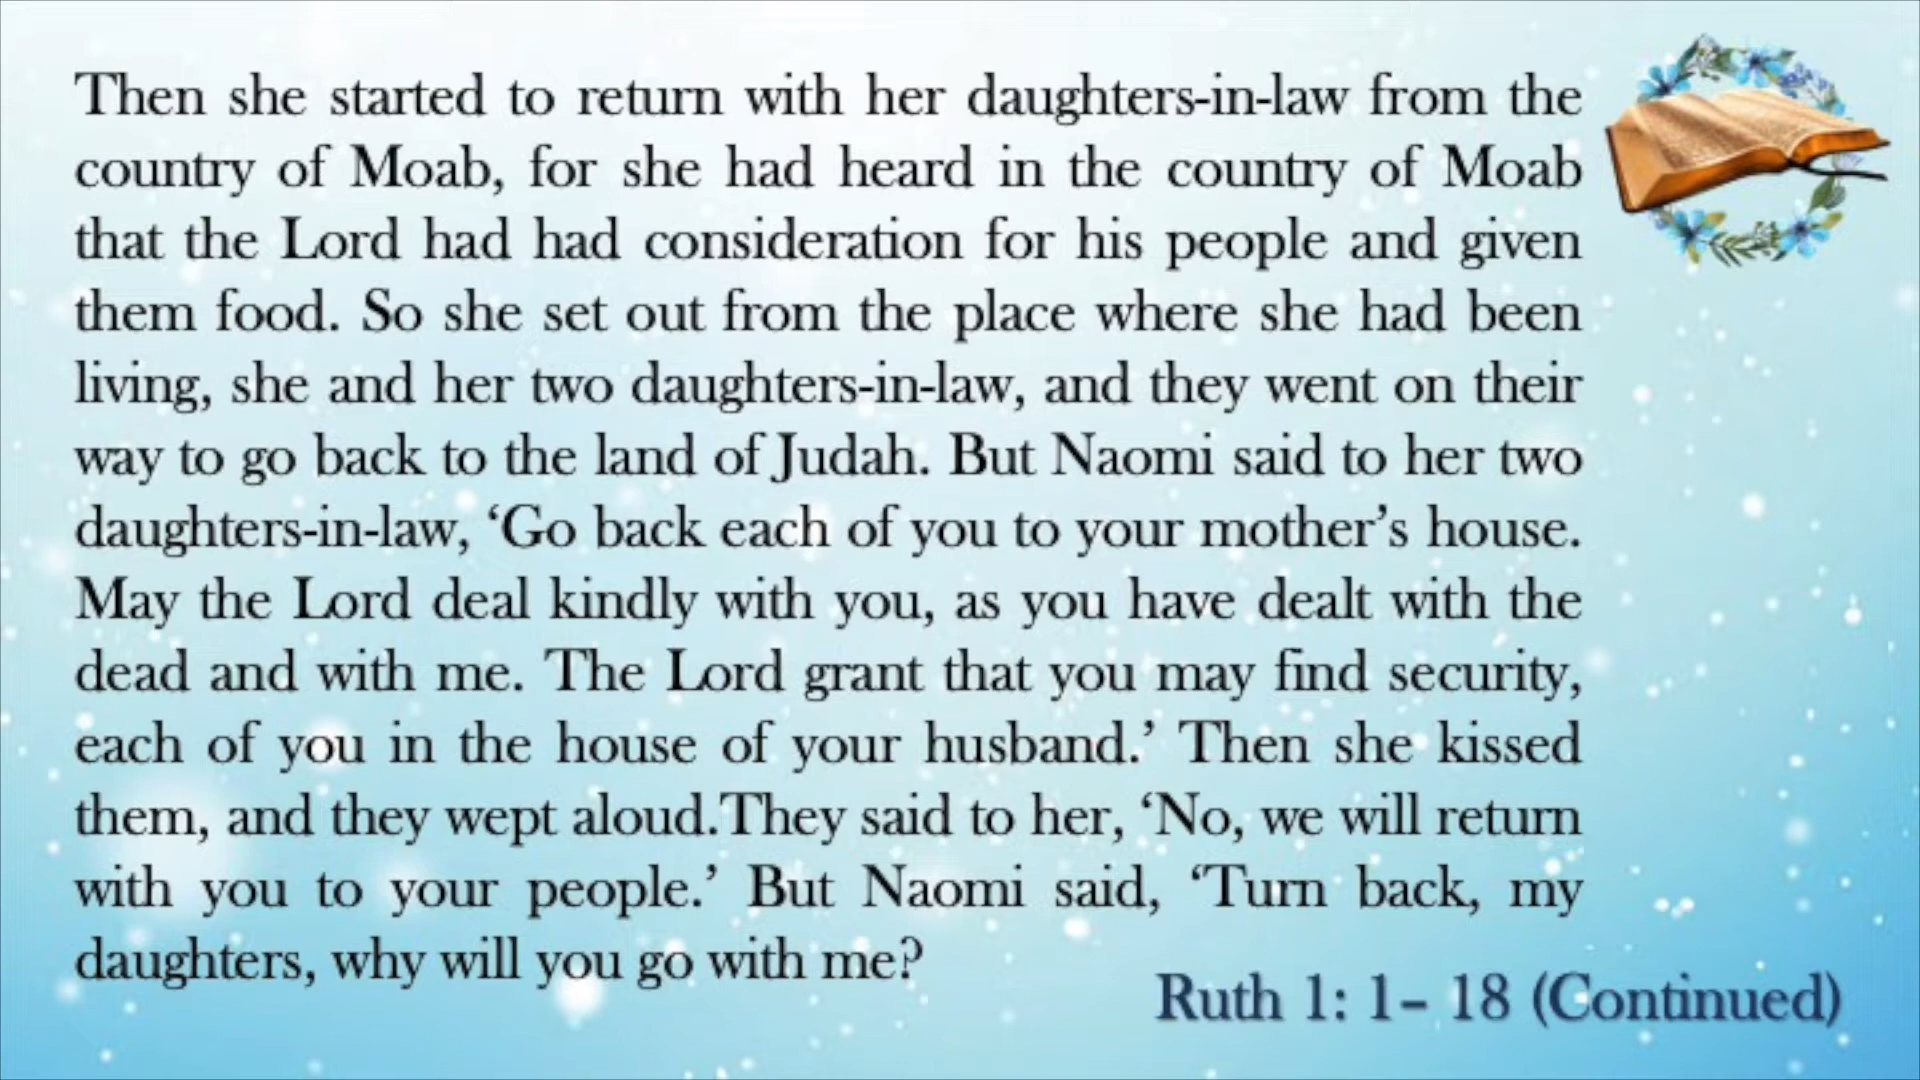 Then she started to return with her daughters-in-law from the
country of Moab, for she had heard in the country of Moab
that the Lord had had consideration for his people and given
them food. So she set out from the place where she had been
living, she and her two daughters-in-law, and they went on their
way to go back to the land of Judah. But Naomi said to her two
daughters-in-law, ‘Go back each of you to your mother’s house.
May the Lord deal kindly with you, as you have dealt with the
dead and with me. The Lord grant that you may find security,
each of you in the house of your husband.’ Then she kissed
them, and they wept aloud.They said to her, ‘No, we will return
with you to your people.’ But Naomi said, ‘Turn back, my
daughters, why will you go with me?
Ruth 1: 1– 18 (Continued)